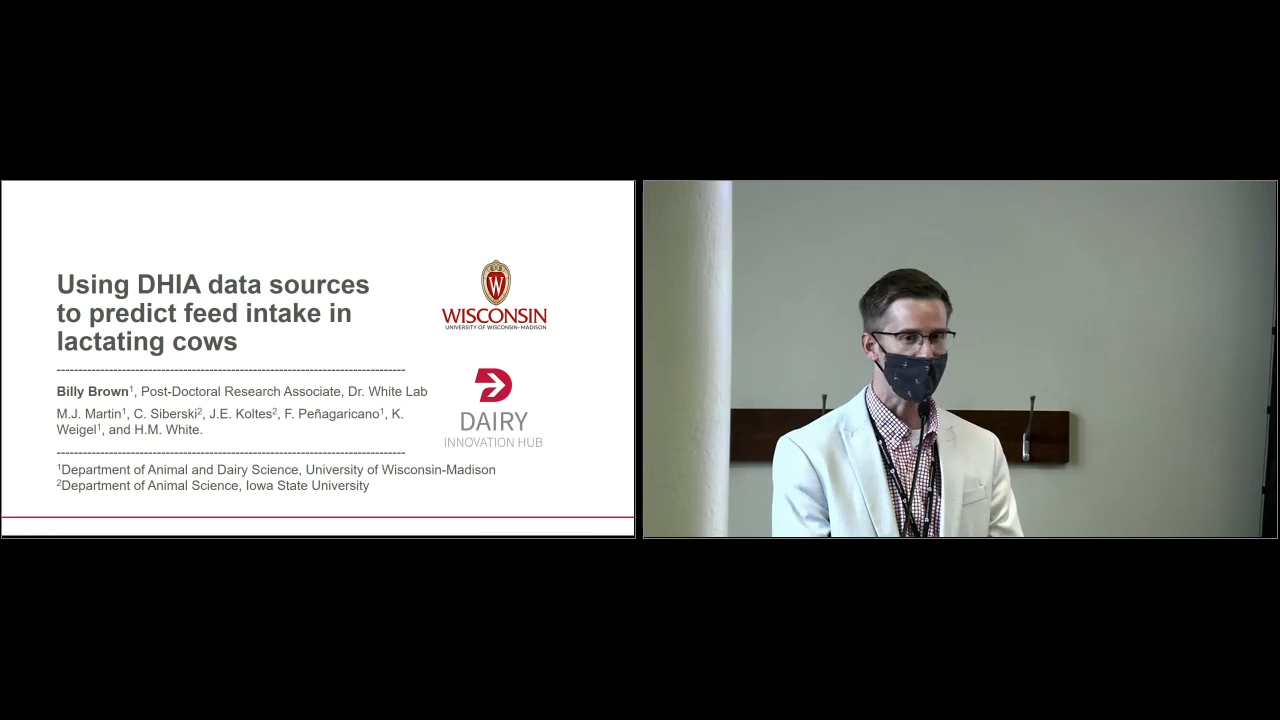 Using DHIA data sources
to predict feed intake in
lactating cows
Billy Brown¹, Post-Doctoral Research Associate, Dr. White Lab
M.J. Martin¹, C. Siberski², J.E. Koltes², F. Peñagaricano¹, K.
Weigel¹, and H.M. White.
¹Department of Animal and Dairy Science, University of Wisconsin-Madison
²Department of Animal Science, Iowa State University
W
WISCONSIN
UNIVERSITY OF WISCONSIN–MADISON
DAIRY
INNOVATION HUB